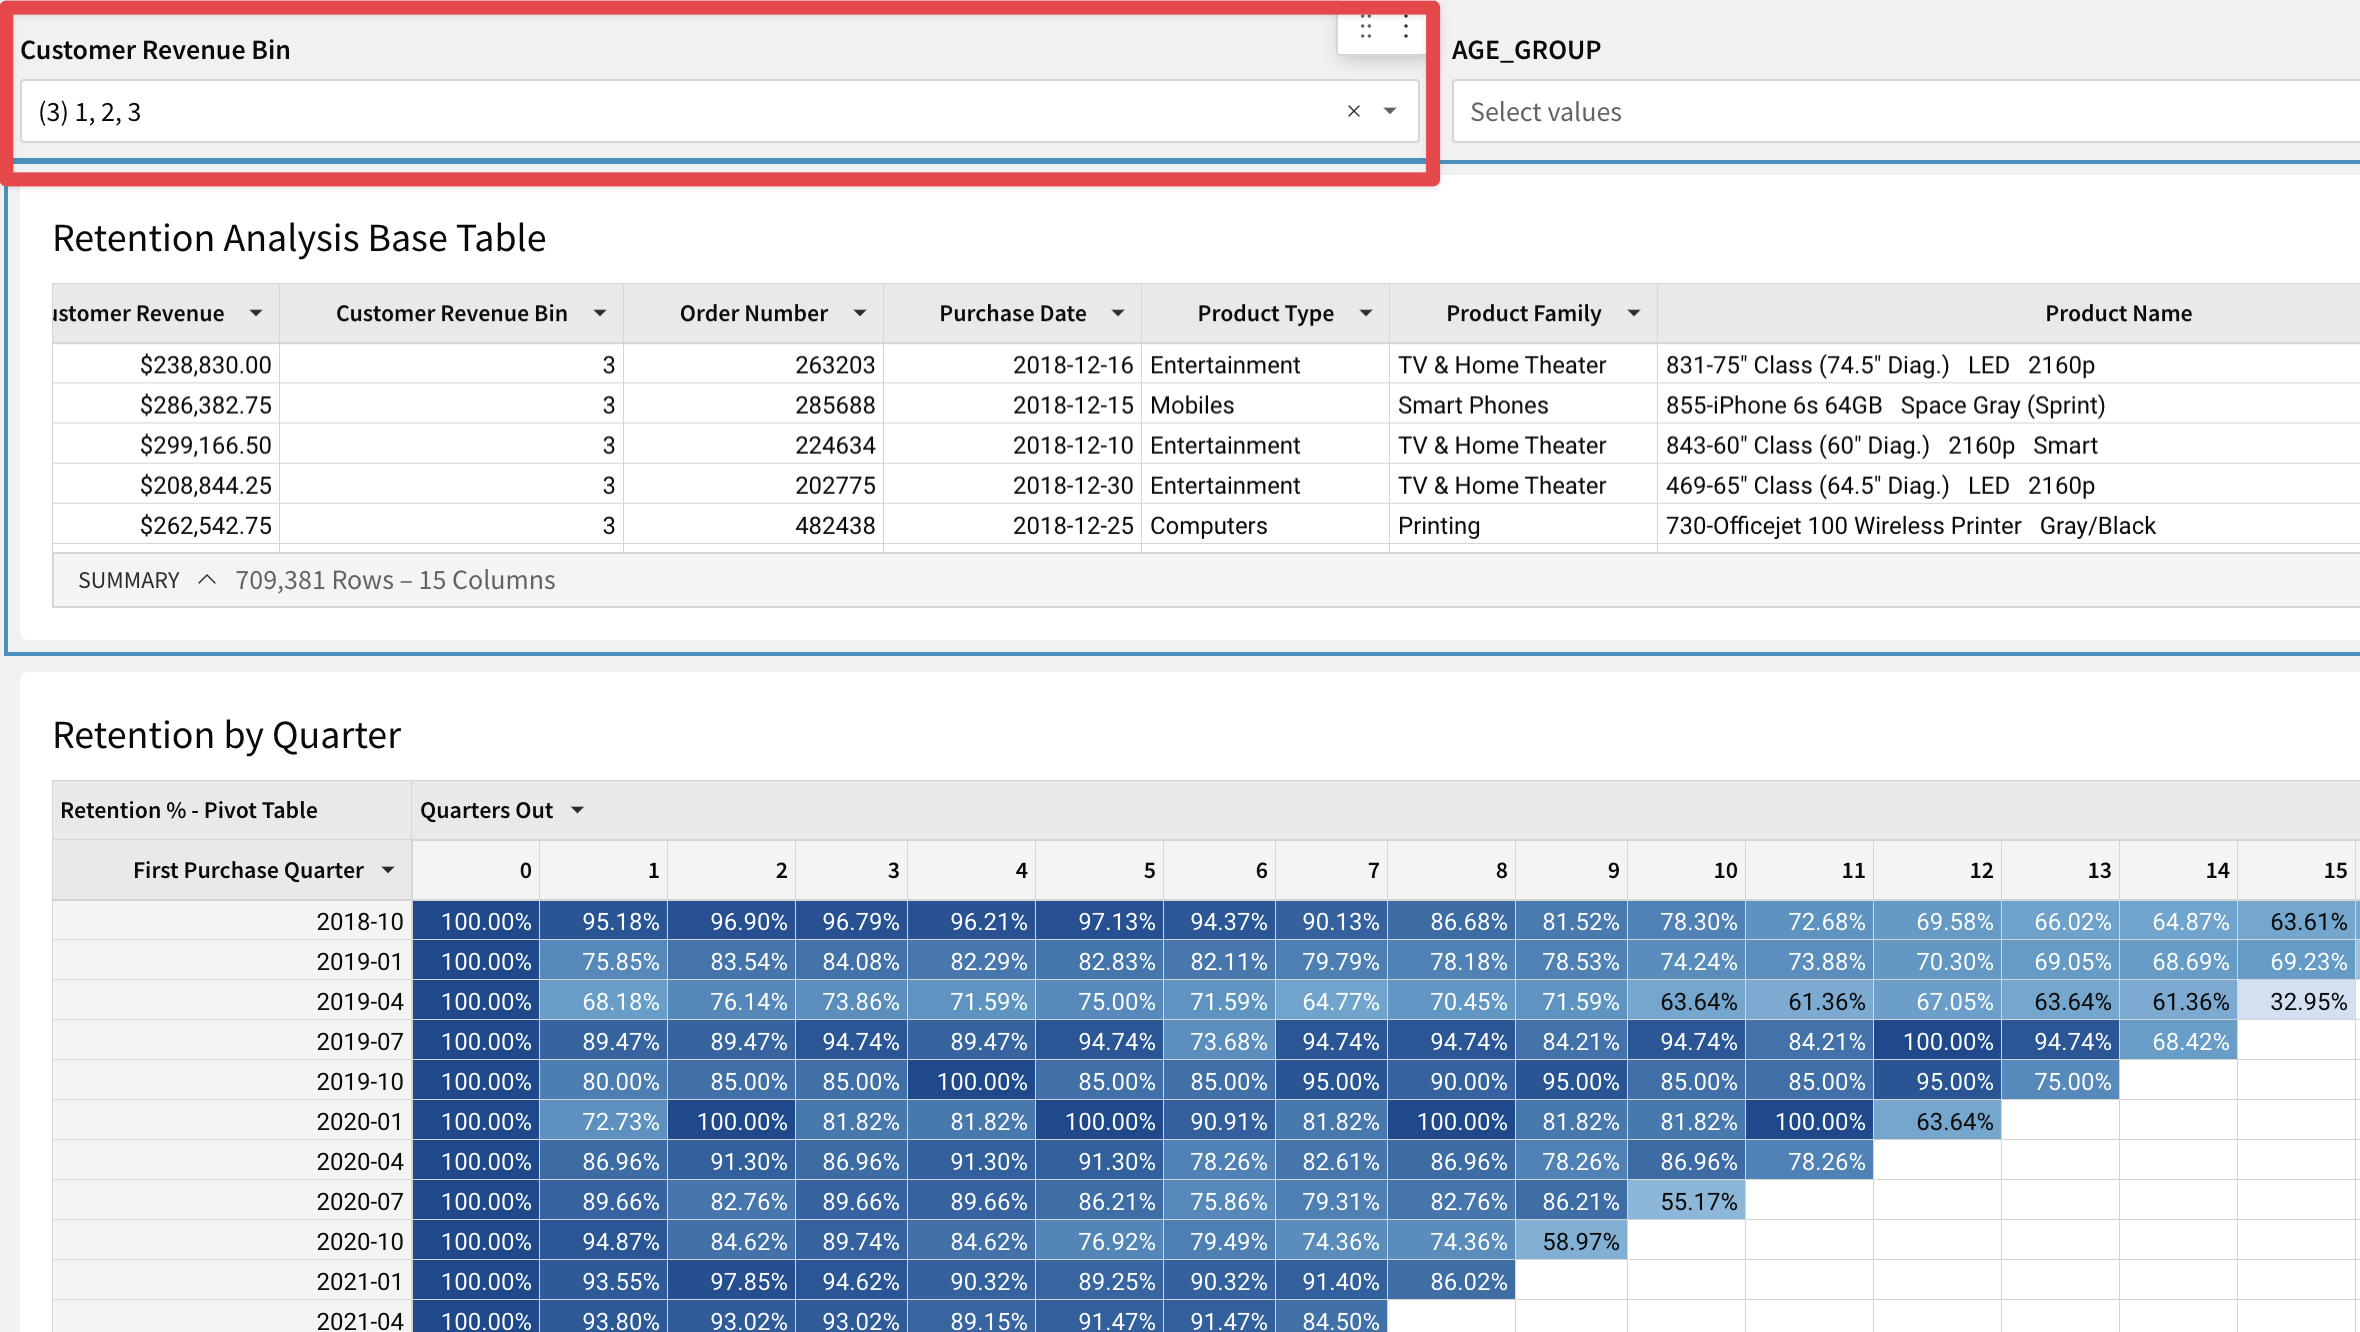 Customer Revenue Bin
AGE_GROUP
(3) 1, 2, 3
Select values
Retention Analysis Base Table
ustomer Revenue Customer Revenue Bin Order Number Purchase Date Product Type Product Family Product Name
$238,830.00 3 263203 2018-12-16 Entertainment TV & Home Theater 831-75" Class (74.5" Diag.) LED 2160p
$286,382.75 3 285688 2018-12-15 Mobiles Smart Phones 855-iPhone 6s 64GB Space Gray (Sprint)
$299,166.50 3 224634 2018-12-10 Entertainment TV & Home Theater 843-60" Class (60" Diag.) 2160p Smart
$208,844.25 3 202775 2018-12-30 Entertainment TV & Home Theater 469-65" Class (64.5" Diag.) LED 2160p
$262,542.75 3 482438 2018-12-25 Computers Printing 730-Officejet 100 Wireless Printer Gray/Black
SUMMARY 709,381 Rows – 15 Columns
Retention by Quarter
Retention % - Pivot Table Quarters Out
First Purchase Quarter 0 1 2 3 4 5 6 7 8 9 10 11 12 13 14 15
2018-10 100.00% 95.18% 96.90% 96.79% 96.21% 97.13% 94.37% 90.13% 86.68% 81.52% 78.30% 72.68% 69.58% 66.02% 64.87% 63.61%
2019-01 100.00% 75.85% 83.54% 84.08% 82.29% 82.83% 82.11% 79.79% 78.18% 78.53% 74.24% 73.88% 70.30% 69.05% 68.69% 69.23%
2019-04 100.00% 68.18% 76.14% 73.86% 71.59% 75.00% 71.59% 64.77% 70.45% 71.59% 63.64% 61.36% 67.05% 63.64% 61.36% 32.95%
2019-07 100.00% 89.47% 89.47% 94.74% 89.47% 94.74% 73.68% 94.74% 94.74% 84.21% 94.74% 84.21% 100.00% 94.74% 68.42%
2019-10 100.00% 80.00% 85.00% 85.00% 100.00% 85.00% 85.00% 95.00% 90.00% 95.00% 85.00% 85.00% 95.00% 75.00%
2020-01 100.00% 72.73% 100.00% 81.82% 81.82% 100.00% 90.91% 81.82% 100.00% 81.82% 81.82% 100.00% 63.64%
2020-04 100.00% 86.96% 91.30% 86.96% 91.30% 91.30% 78.26% 82.61% 86.96% 78.26% 86.96% 78.26%
2020-07 100.00% 89.66% 82.76% 89.66% 89.66% 86.21% 75.86% 79.31% 82.76% 86.21% 55.17%
2020-10 100.00% 94.87% 84.62% 89.74% 84.62% 76.92% 79.49% 74.36% 74.36% 58.97%
2021-01 100.00% 93.55% 97.85% 94.62% 90.32% 89.25% 90.32% 91.40% 86.02%
2021-04 100.00% 93.80% 93.02% 93.02% 89.15% 91.47% 91.47% 84.50%